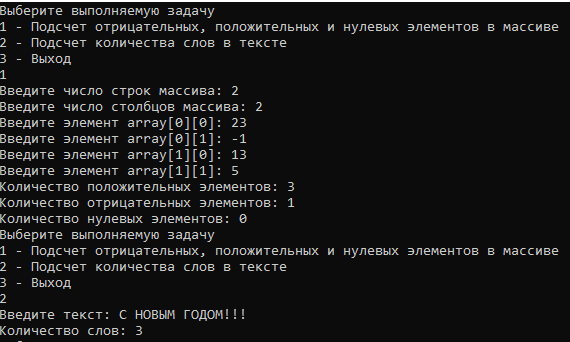 Выберите выполняемую задачу
1 - Подсчет отрицательных, положительных и нулевых элементов в массиве
2 - Подсчет количества слов в тексте
3 - Выход
1
Введите число строк массива: 2
Введите число столбцов массива: 2
Введите элемент array[0][0]: 23
Введите элемент array[0][1]: -1
Введите элемент array[1][0]: 13
Введите элемент array[1][1]: 5
Количество положительных элементов: 3
Количество отрицательных элементов: 1
Количество нулевых элементов: 0
Выберите выполняемую задачу
1 - Подсчет отрицательных, положительных и нулевых элементов в массиве
2 - Подсчет количества слов в тексте
3 - Выход
2
Введите текст: С НОВЫМ ГОДОМ!!!
Количество слов: 3